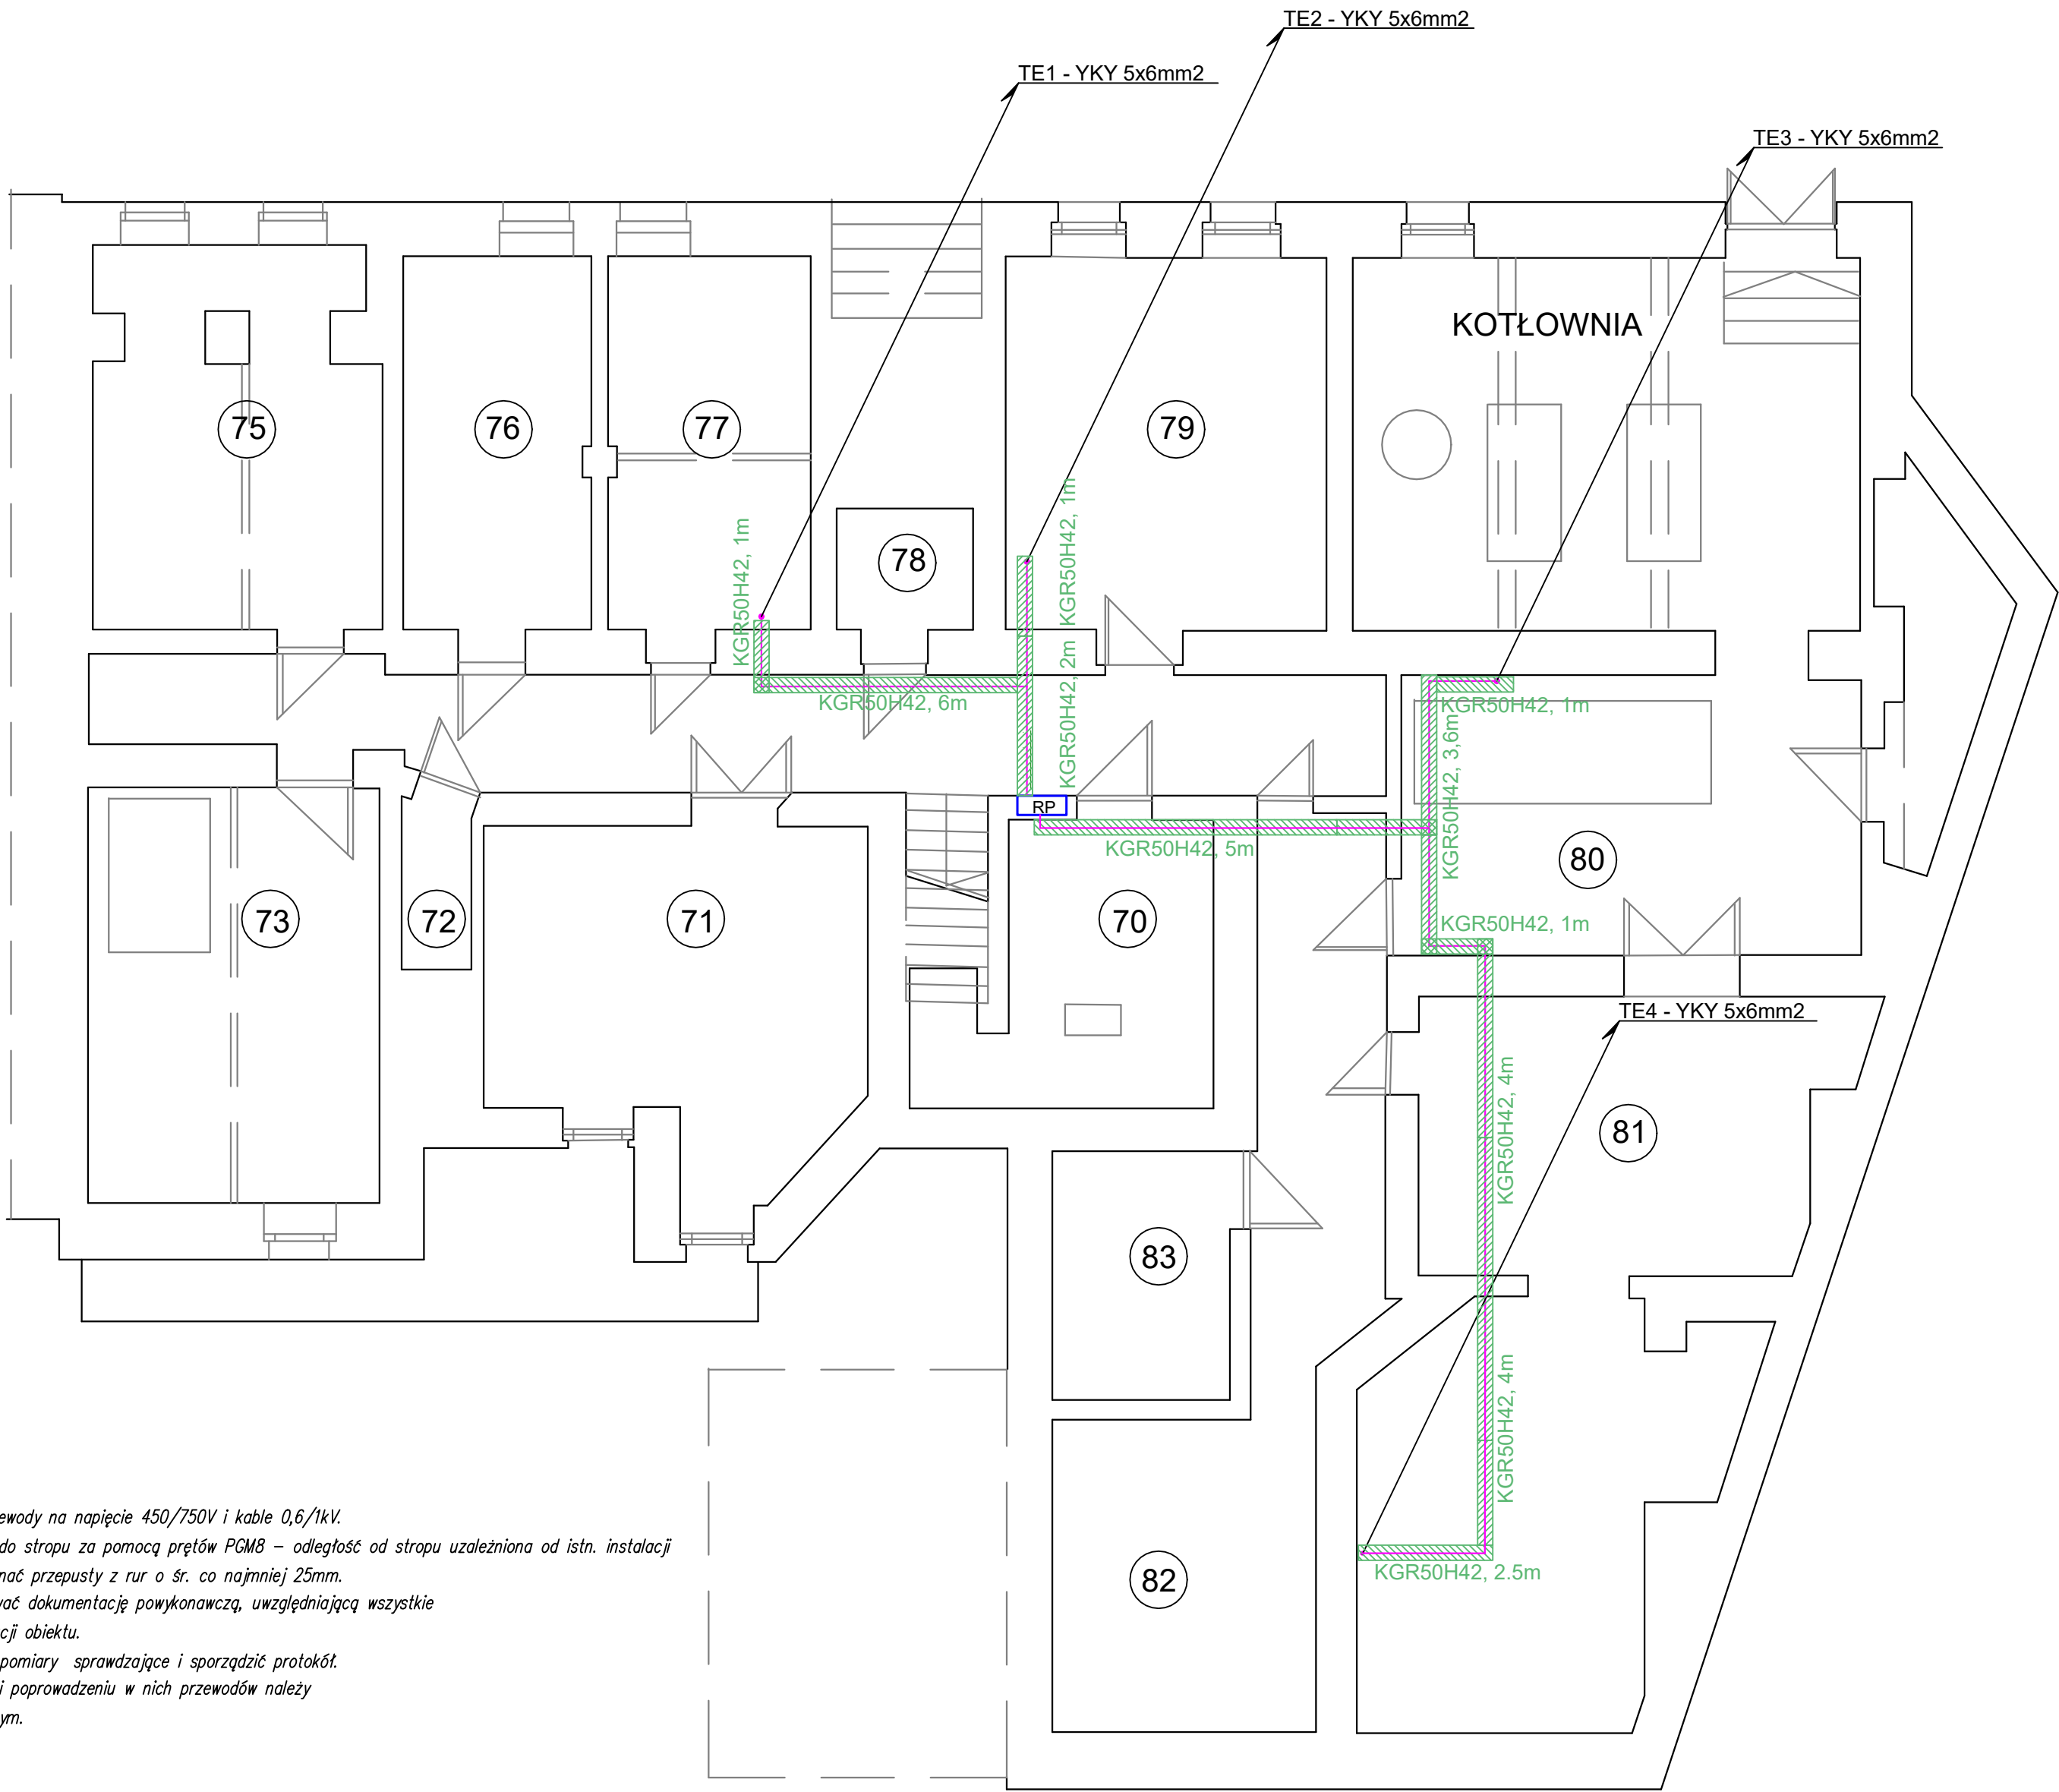 TE2 - YKY 5x6mm2
TE1 - YKY 5x6mm2
TE3 - YKY 5x6mm2
KOTŁOWNIA
75
76
77
79
78
KGR50H42, 1m
KGR50H42, 1m
KGR50H42, 2m
KGR50H42, 6m
KGR50H42, 1m
KGR50H42, 3,6m
RP
KGR50H42, 5m
80
73
72
71
70
KGR50H42, 1m
TE4 - YKY 5x6mm2
KGR50H42, 4m
81
83
KGR50H42, 4m
82
KGR50H42, 2.5m
ewody na napięcie 450/750V i kable 0,6/1kV.
do stropu za pomocą prętów PGM8 – odległość od stropu uzależniona od istn. instalacji
nać przepusty z rur o śr. co najmniej 25mm.
wać dokumentację powykonawczą, uwzględniającą wszystkie
cji obiektu.
pomiary sprawdzające i sporządzić protokół.
i poprowadzeniu w nich przewodów należy
ym.